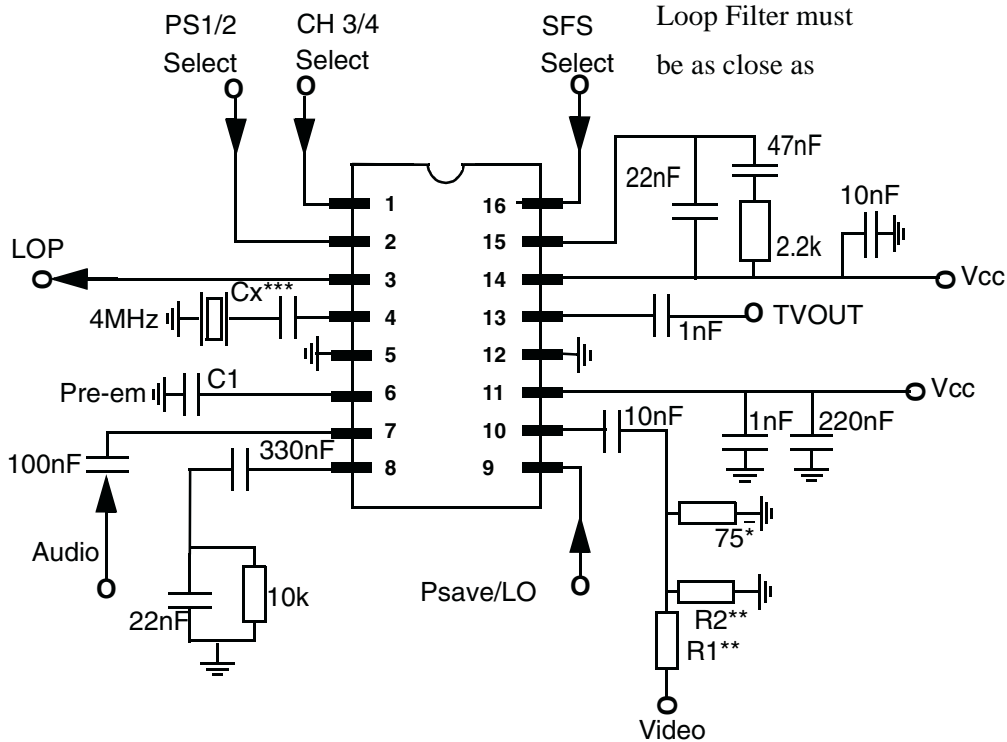 PS1/2
Select
CH 3/4
Select
SFS
Select
Loop Filter must
be as close as
47nF
22nF
10nF
2.2k
1
16
2
15
LOP
3
14
Vcc
Cx***
4MHz
4
13
1nF
TVOUT
5
12
Pre-em
C1
6
11
Vcc
10nF
1nF
220nF
7
10
100nF
330nF
8
9
75*
Audio
22nF
10k
Psave/LO
R2**
R1**
Video